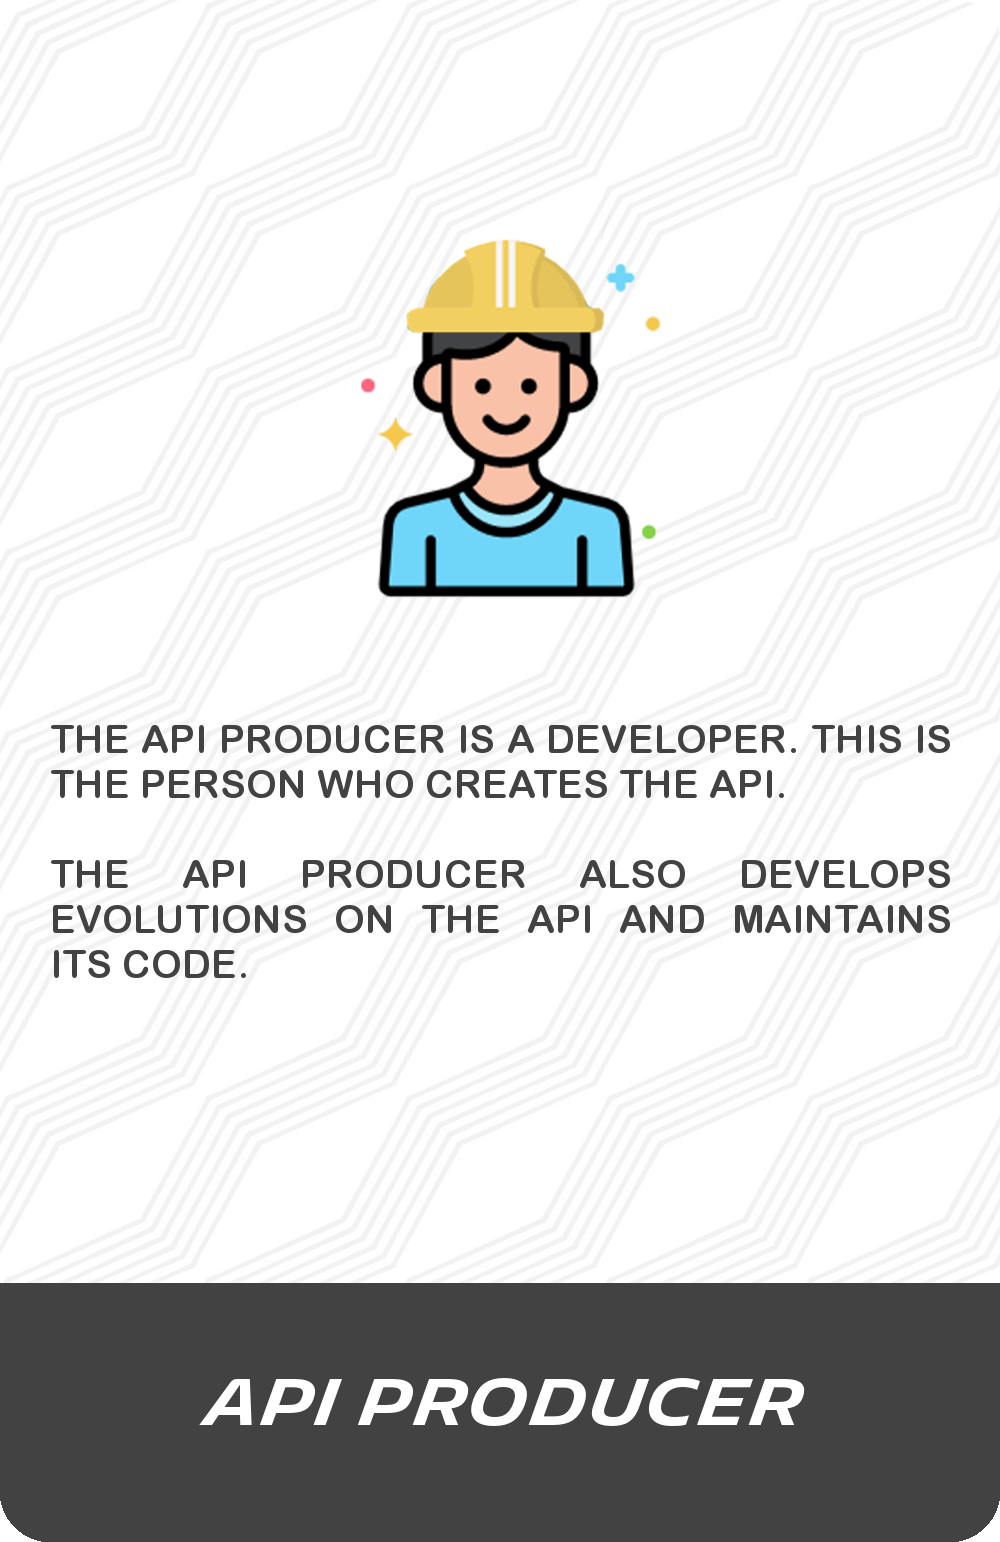 THE API PRODUCER IS A DEVELOPER. THIS IS
THE PERSON WHO CREATES THE API.
THE API PRODUCER ALSO DEVELOPS
EVOLUTIONS ON THE API AND MAINTAINS
ITS CODE.
API PRODUCER